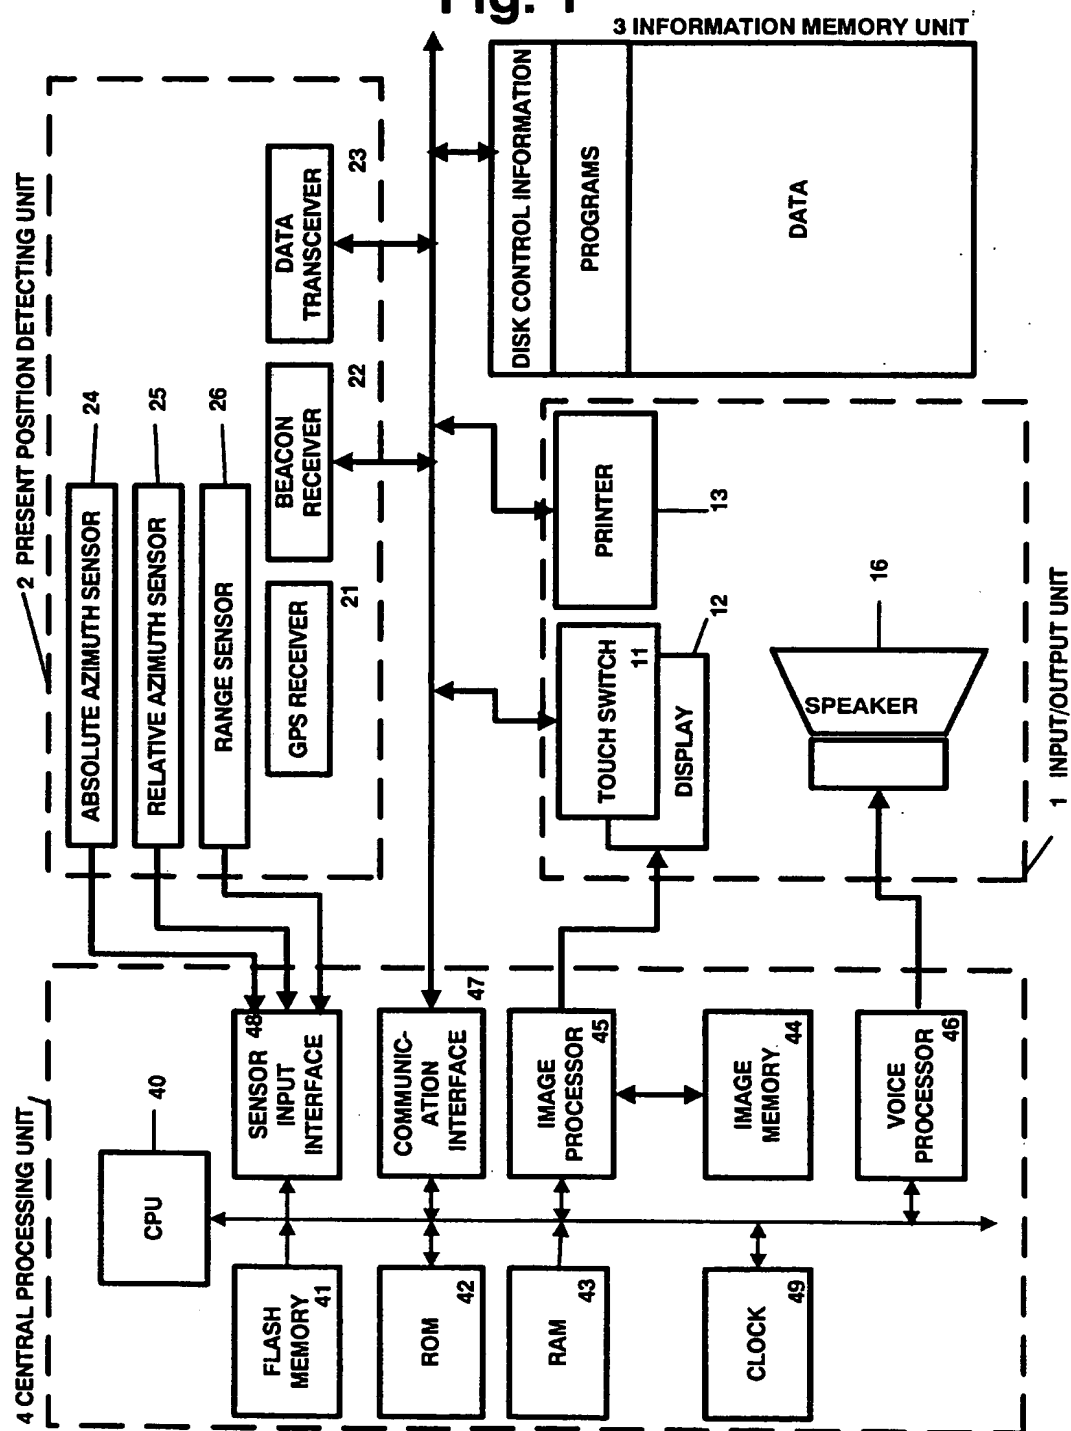 Fig. 1
3 INFORMATION MEMORY UNIT
DISK CONTROL INFORMATION
PROGRAMS
DATA
2 PRESENT POSITION DETECTING UNIT
ABSOLUTE AZIMUTH SENSOR
24
RELATIVE AZIMUTH SENSOR
25
RANGE SENSOR
26
GPS RECEIVER
21
BEACON
RECEIVER
22
DATA
TRANSCEIVER
23
1 INPUT/OUTPUT UNIT
TOUCH SWITCH
11
DISPLAY
12
PRINTER
13
SPEAKER
16
4 CENTRAL PROCESSING UNIT
CPU
40
48
SENSOR
INPUT
INTERFACE
COMMUNIC-
ATION
INTERFACE
47
IMAGE
PROCESSOR
45
IMAGE
MEMORY
44
VOICE
PROCESSOR
46
FLASH
MEMORY
41
ROM
42
RAM
43
CLOCK
49